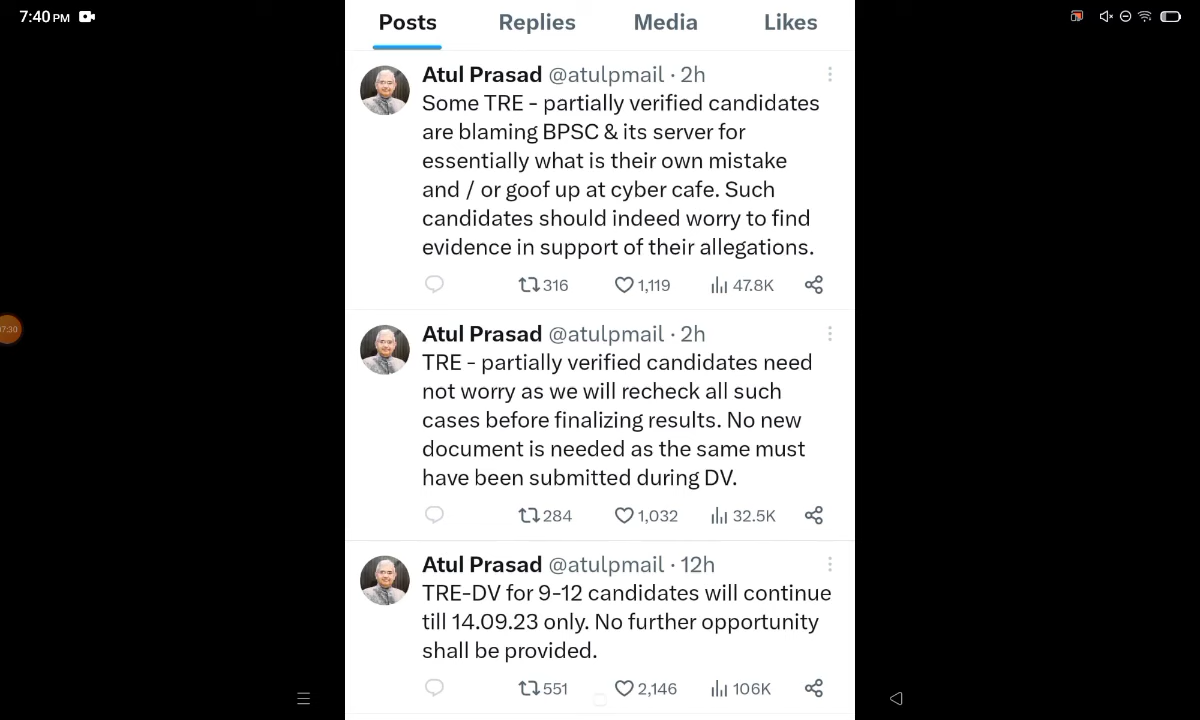 7:40 PM
Posts Replies Media Likes
Atul Prasad @atulpmail · 2h
Some TRE - partially verified candidates
are blaming BPSC & its server for
essentially what is their own mistake
and / or goof up at cyber cafe. Such
candidates should indeed worry to find
evidence in support of their allegations.
316 1,119 47.8K
07:30
Atul Prasad @atulpmail · 2h
TRE - partially verified candidates need
not worry as we will recheck all such
cases before finalizing results. No new
document is needed as the same must
have been submitted during DV.
284 1,032 32.5K
Atul Prasad @atulpmail · 12h
TRE-DV for 9-12 candidates will continue
till 14.09.23 only. No further opportunity
shall be provided.
551 2,146 106K